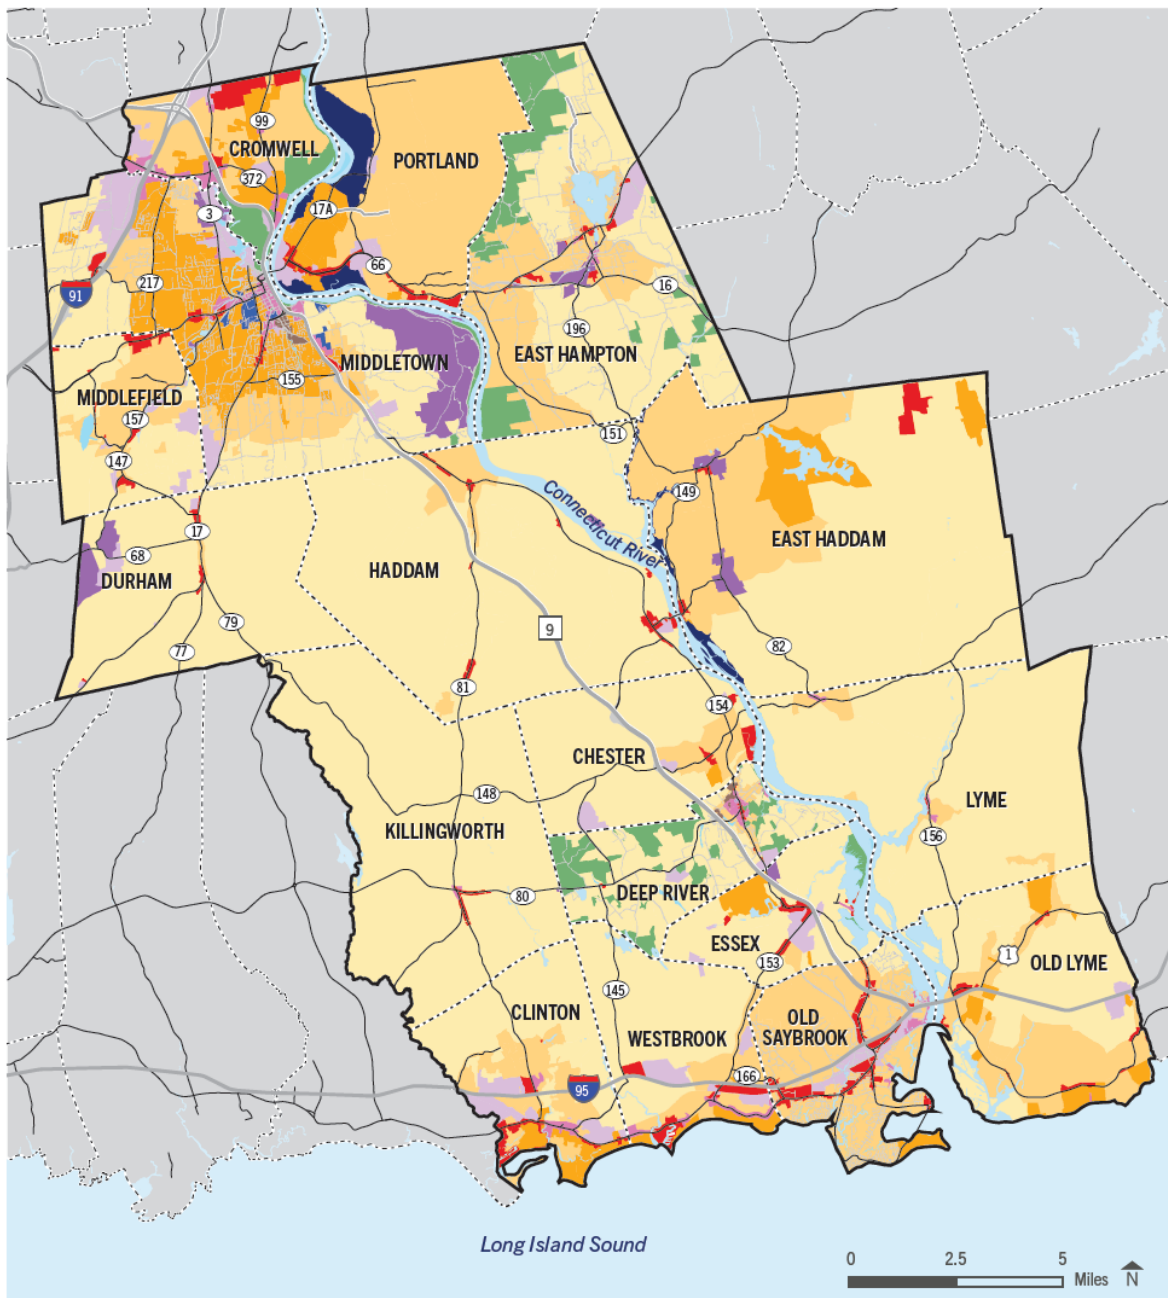 99
CROMWELL
PORTLAND
372
3
17A
66
217
91
16
196
EAST HAMPTON
MIDDLETOWN
155
MIDDLEFIELD
157
151
147
149
Connecticut River
17
EAST HADDAM
68
DURHAM
HADDAM
79
9
77
82
81
154
CHESTER
148
LYME
KILLINGWORTH
156
80
DEEP RIVER
ESSEX
153
1
OLD LYME
145
CLINTON
OLD
SAYBROOK
WESTBROOK
166
95
Long Island Sound
0 2.5 5
Miles N